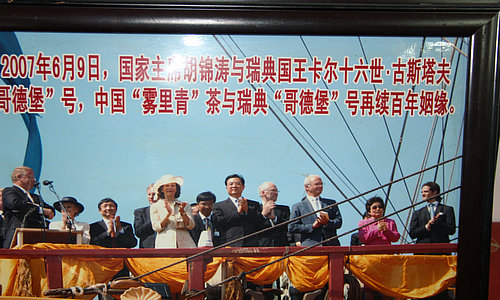 2007年6月9日，国家主席胡锦涛与瑞典国王卡尔十六世·古斯塔夫
哥德堡”号，中国“雾里青”茶与瑞典“哥德堡”号再续百年姻缘。